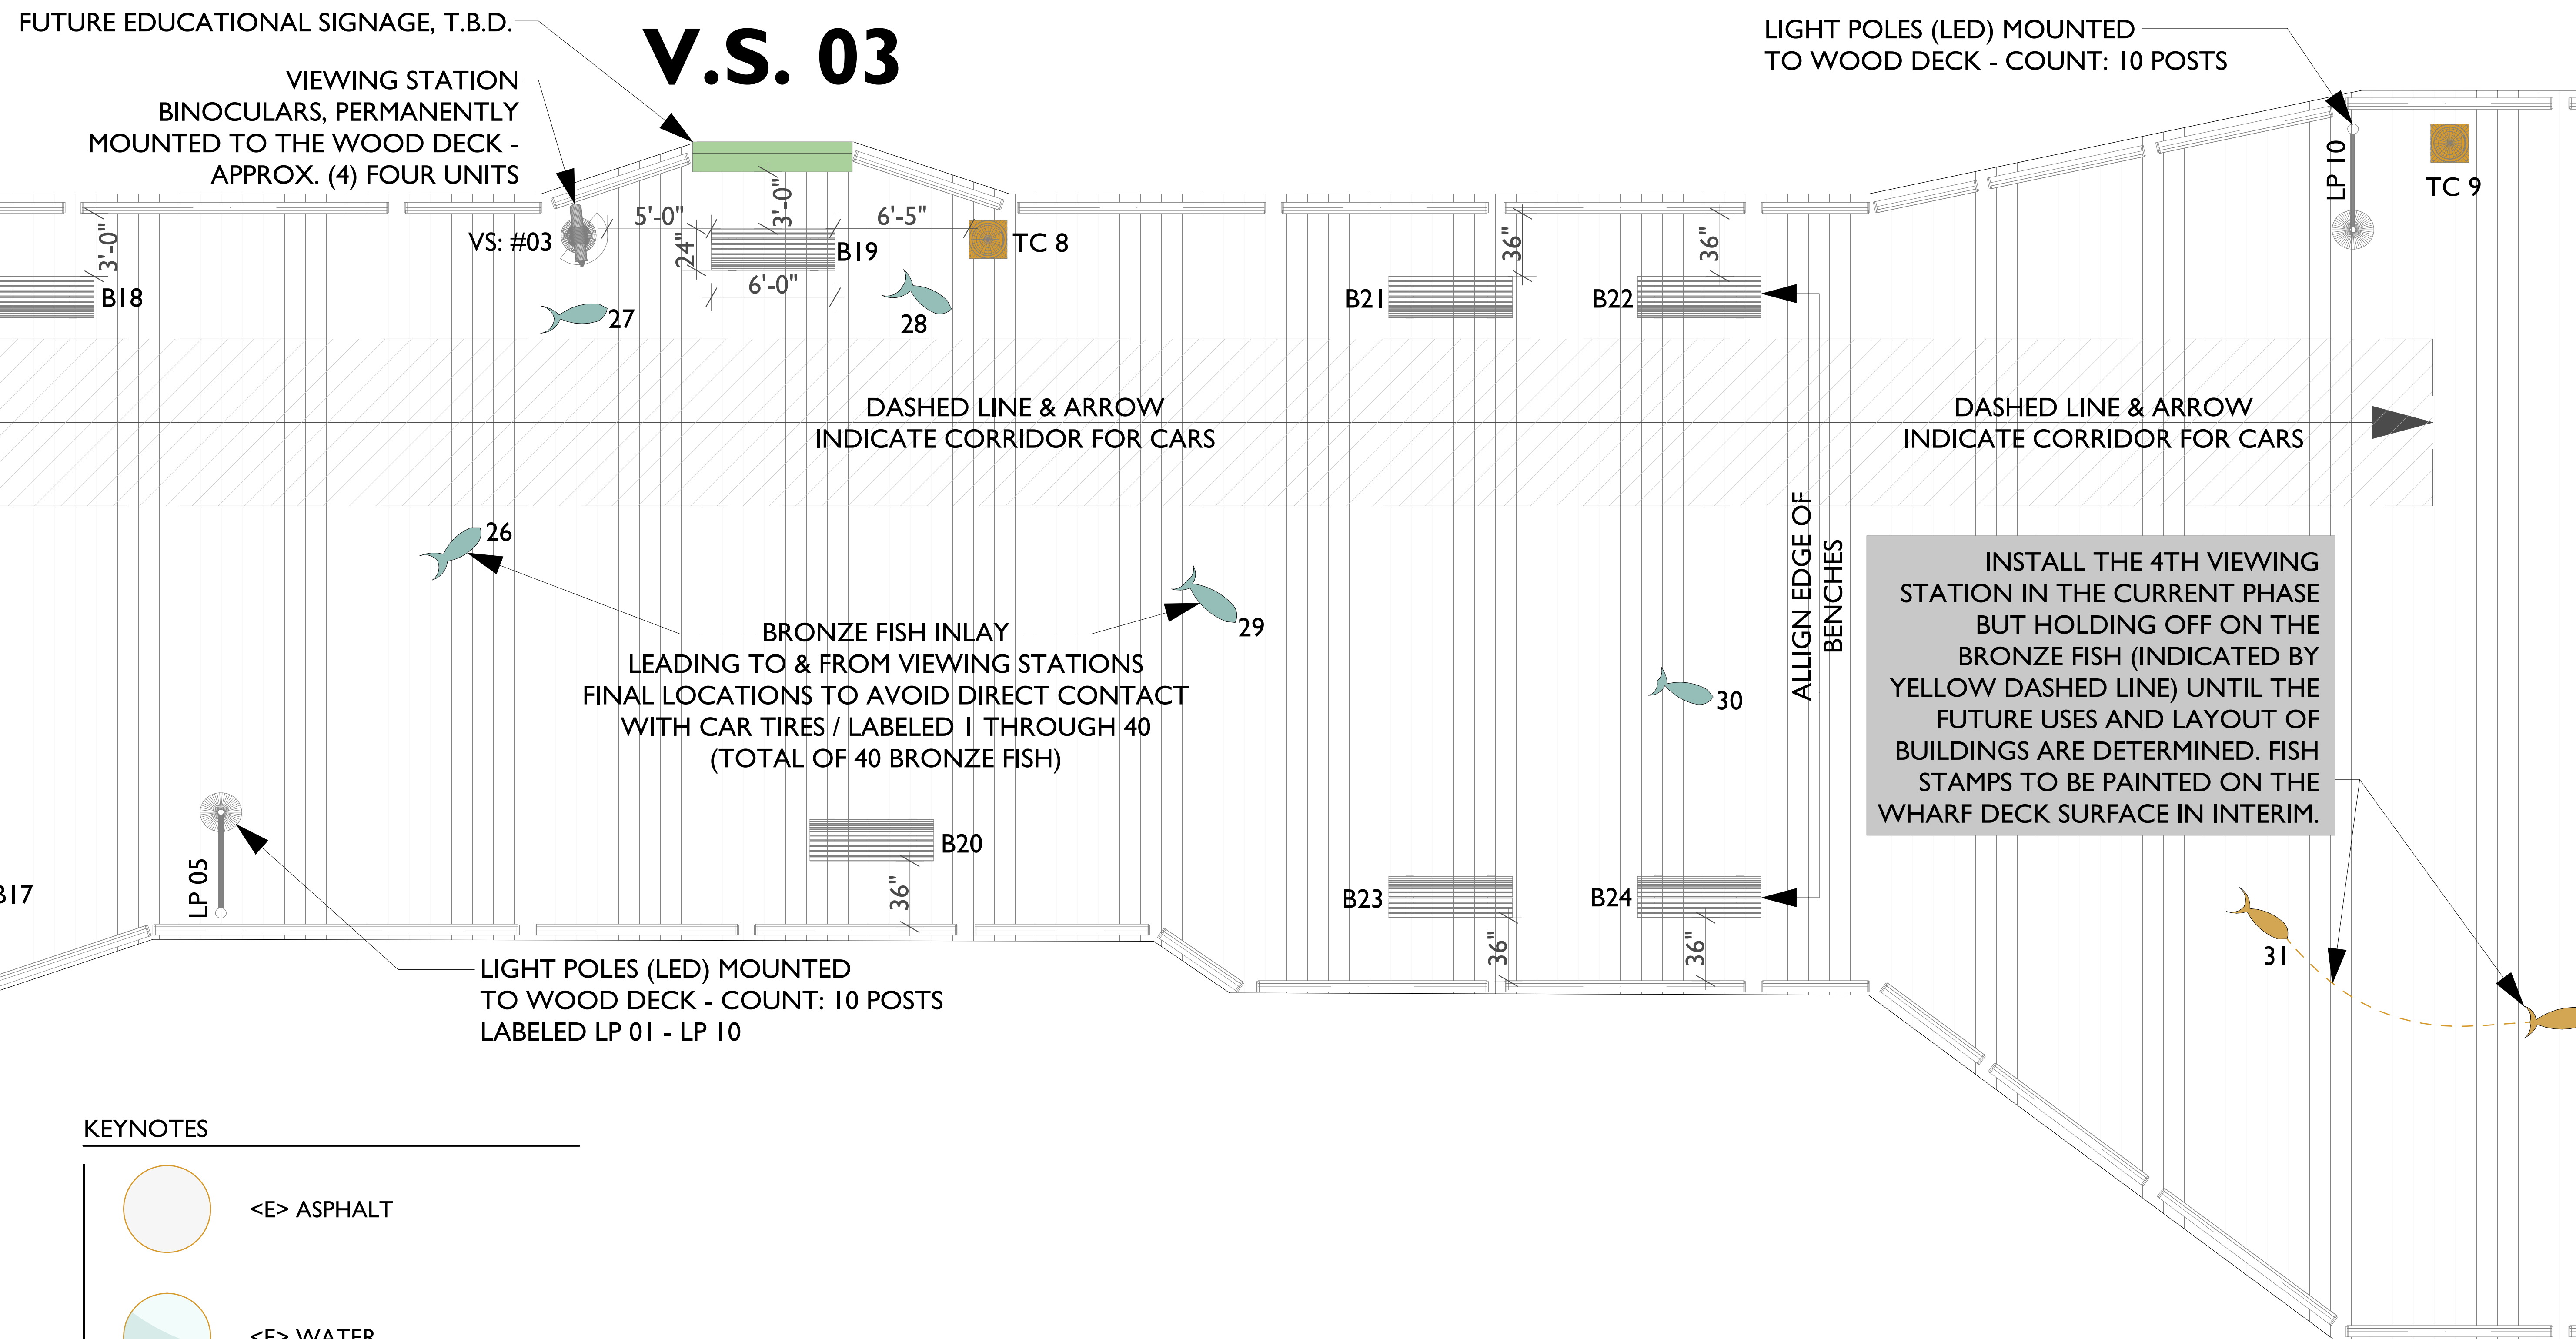 FUTURE EDUCATIONAL SIGNAGE, T.B.D.
V.S. 03
LIGHT POLES (LED) MOUNTED
TO WOOD DECK - COUNT: 10 POSTS
VIEWING STATION
BINOCULARS, PERMANENTLY
MOUNTED TO THE WOOD DECK -
APPROX. (4) FOUR UNITS
LP 10
TC 9
3'-0"
B18
VS: #03
5'-0"
3'-0"
6'-5"
24"
B19
6'-0"
TC 8
27
28
36"
36"
B21
B22
DASHED LINE & ARROW
INDICATE CORRIDOR FOR CARS
DASHED LINE & ARROW
INDICATE CORRIDOR FOR CARS
26
29
BRONZE FISH INLAY
LEADING TO & FROM VIEWING STATIONS
FINAL LOCATIONS TO AVOID DIRECT CONTACT
WITH CAR TIRES / LABELED 1 THROUGH 40
(TOTAL OF 40 BRONZE FISH)
30
ALLIGN EDGE OF
BENCHES
INSTALL THE 4TH VIEWING
STATION IN THE CURRENT PHASE
BUT HOLDING OFF ON THE
BRONZE FISH (INDICATED BY
YELLOW DASHED LINE) UNTIL THE
FUTURE USES AND LAYOUT OF
BUILDINGS ARE DETERMINED. FISH
STAMPS TO BE PAINTED ON THE
WHARF DECK SURFACE IN INTERIM.
B17
LP 05
B20
36"
B23
B24
36"
36"
31
LIGHT POLES (LED) MOUNTED
TO WOOD DECK - COUNT: 10 POSTS
LABELED LP 01 - LP 10
KEYNOTES
<E> ASPHALT
<E> WATER